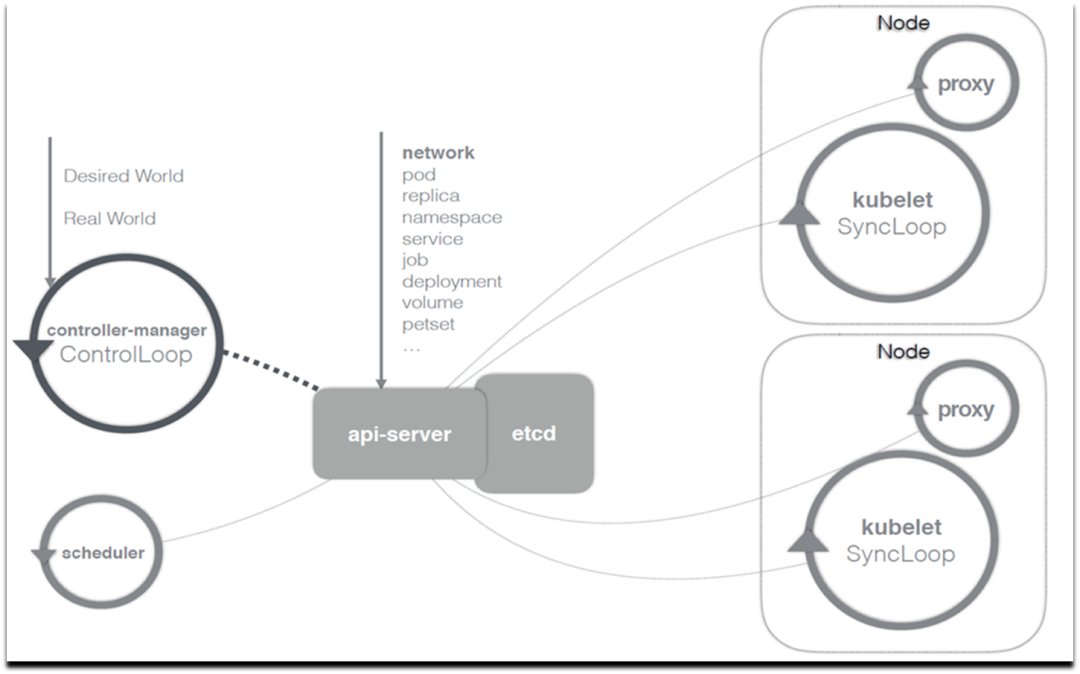 Desired World
Real World
controller-manager
ControlLoop
scheduler
network
pod
replica
namespace
service
job
deployment
volume
petset
...
api-server
etcd
Node
proxy
kubelet
SyncLoop
Node
proxy
kubelet
SyncLoop